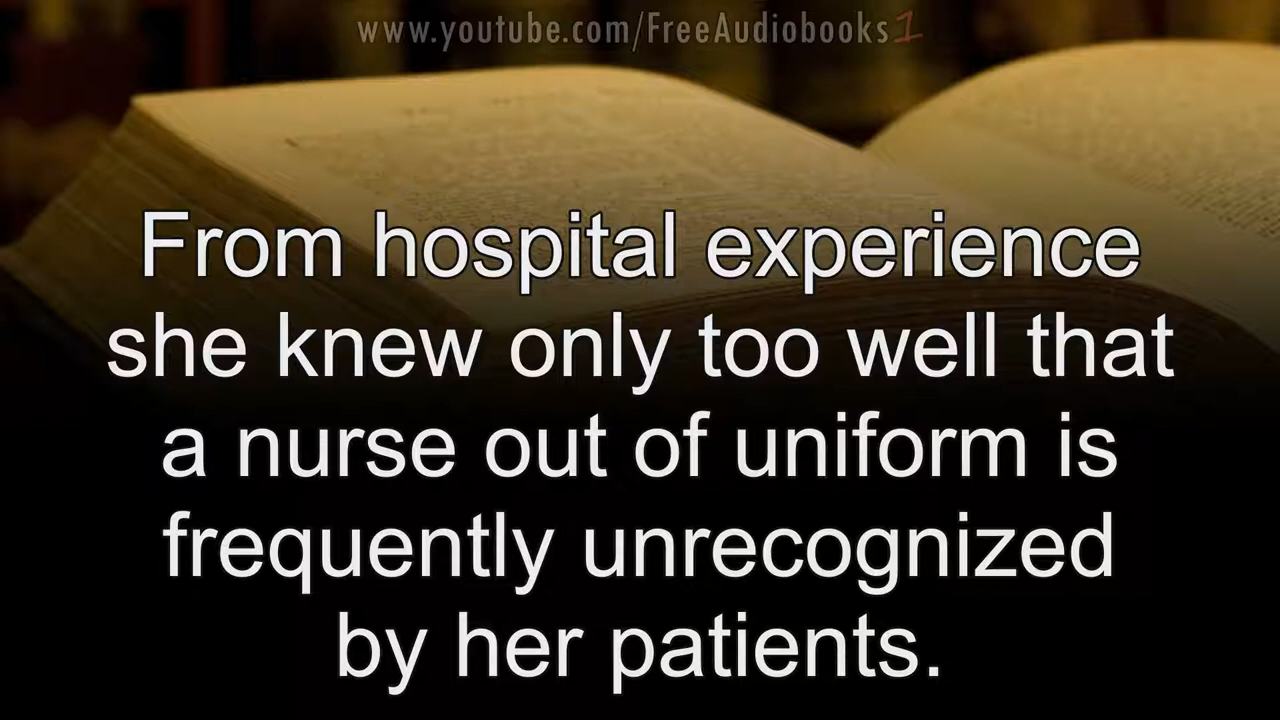 www.youtube.com/FreeAudiobooks1
From hospital experience
she knew only too well that
a nurse out of uniform is
frequently unrecognized
by her patients.